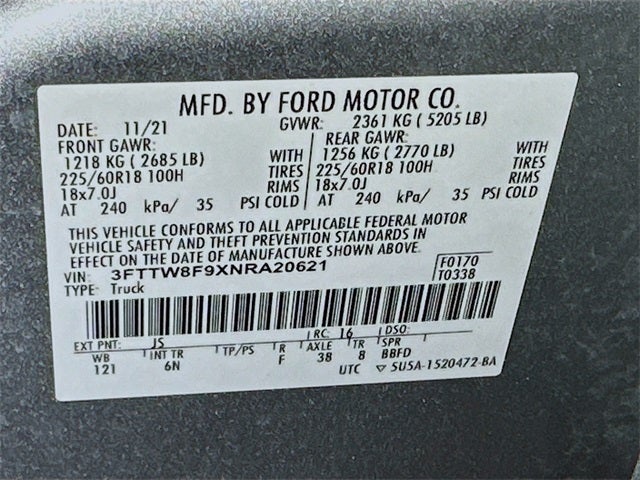 MFD. BY FORD MOTOR CO.
DATE: 11/21 GVWR: 2361 KG ( 5205 LB)
FRONT GAWR: REAR GAWR:
1218 KG ( 2685 LB) WITH 1256 KG ( 2770 LB) WITH
225/60R18 100H TIRES 225/60R18 100H TIRES
18x7.0J RIMS 18x7.0J RIMS
AT 240 kPa/ 35 PSI COLD AT 240 kPa/ 35 PSI COLD
THIS VEHICLE CONFORMS TO ALL APPLICABLE FEDERAL MOTOR
VEHICLE SAFETY AND THEFT PREVENTION STANDARDS IN
EFFECT ON THE DATE OF MANUFACTURE SHOWN ABOVE.
VIN: 3FTTW8F9XNRA20621 F0170
TYPE: Truck T0338
EXT PNT: JS RC: 16 DSO:
WB INT TR TP/PS R AXLE TR SPR
121 6N F 38 8 BBFD
UTC ▽ 5U5A-1520472-BA